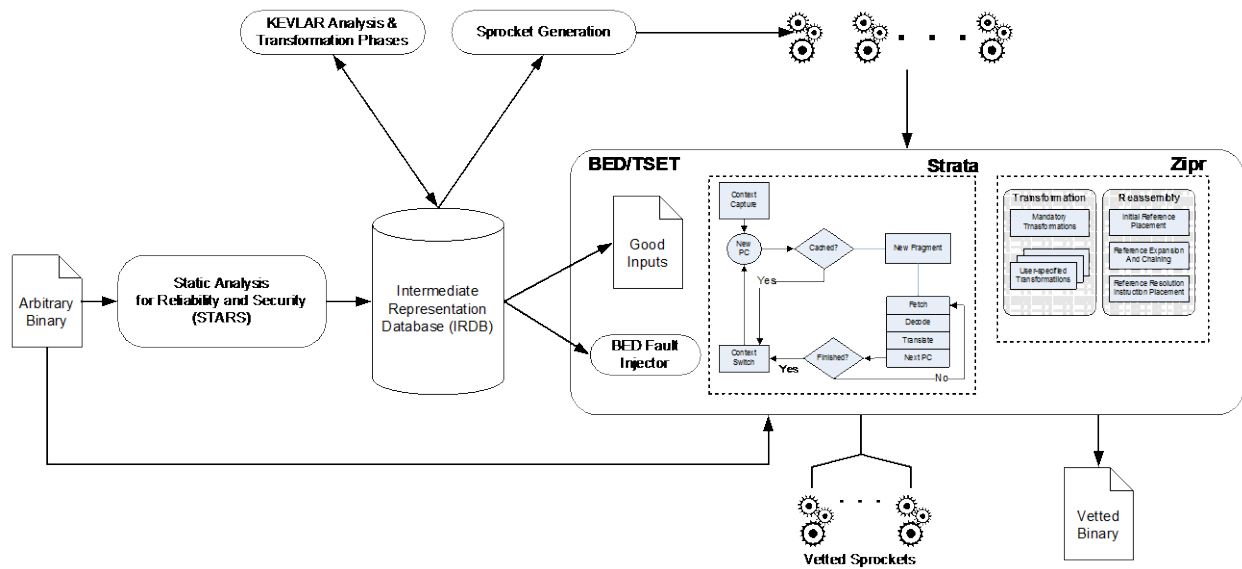 KEVLAR Analysis &
Transformation Phases
Sprocket Generation
BED/TSET
Strata
Zipr
Arbitrary
Binary
Static Analysis
for Reliability and Security
(STARS)
Intermediate
Representation
Database (IRDB)
Good
Inputs
BED Fault
Injector
Context
Capture
New
PC
Cached?
New Fragment
Yes
Fetch
Decode
Translate
Next PC
Context
Switch
Finished?
Yes
No
Transformation
Mandatory
Trnasformations
User-specified
Transformations
Reassembly
Initial Reference
Placement
Reference Expansion
And Chaining
Reference Resolution
Instruction Placement
Vetted Sprockets
Vetted
Binary